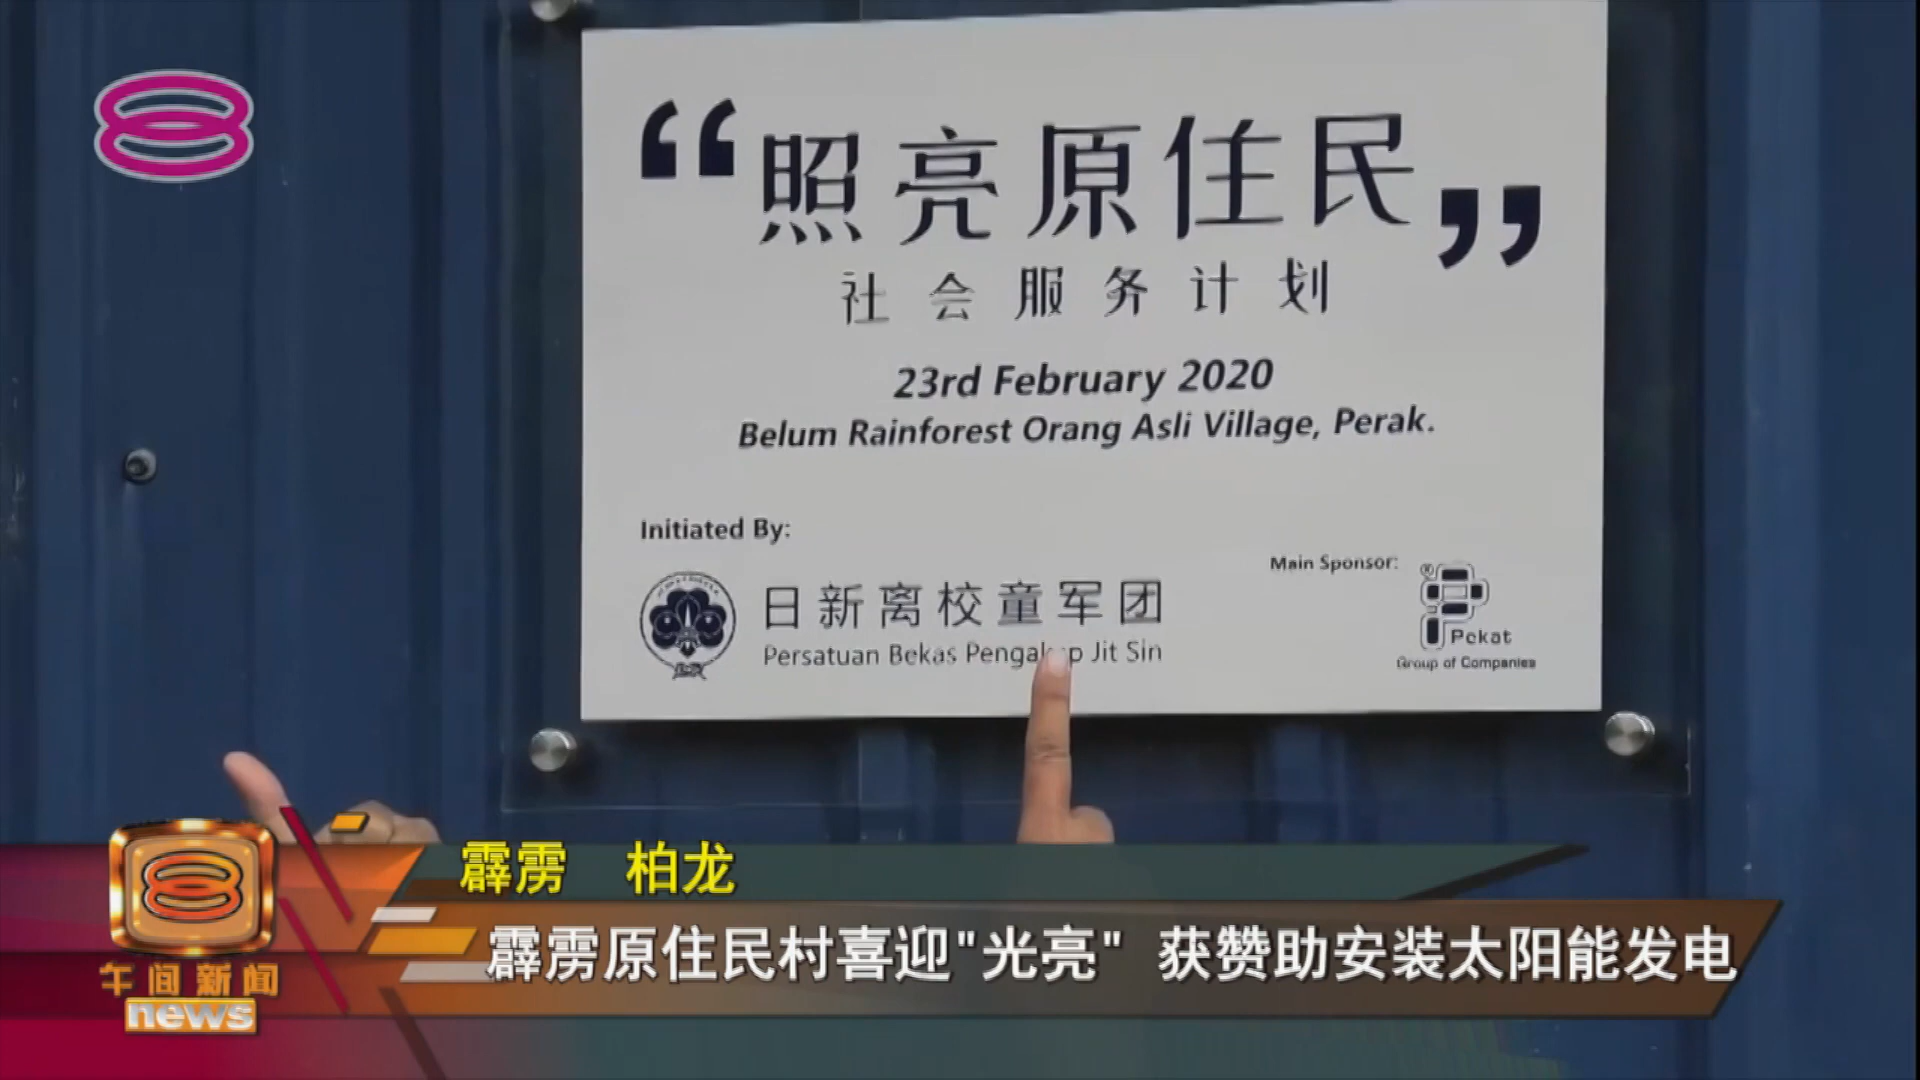 “照亮原住民”
社会服务计划
23rd February 2020
Belum Rainforest Orang Asli Village, Perak.
Initiated By:
日新离校童军团
Persatuan Bekas Pengakap Jit Sin
Main Sponsor:
Pekat
Group of Companies
霹雳 柏龙
霹雳原住民村喜迎"光亮" 获赞助安装太阳能发电
午间新闻
news